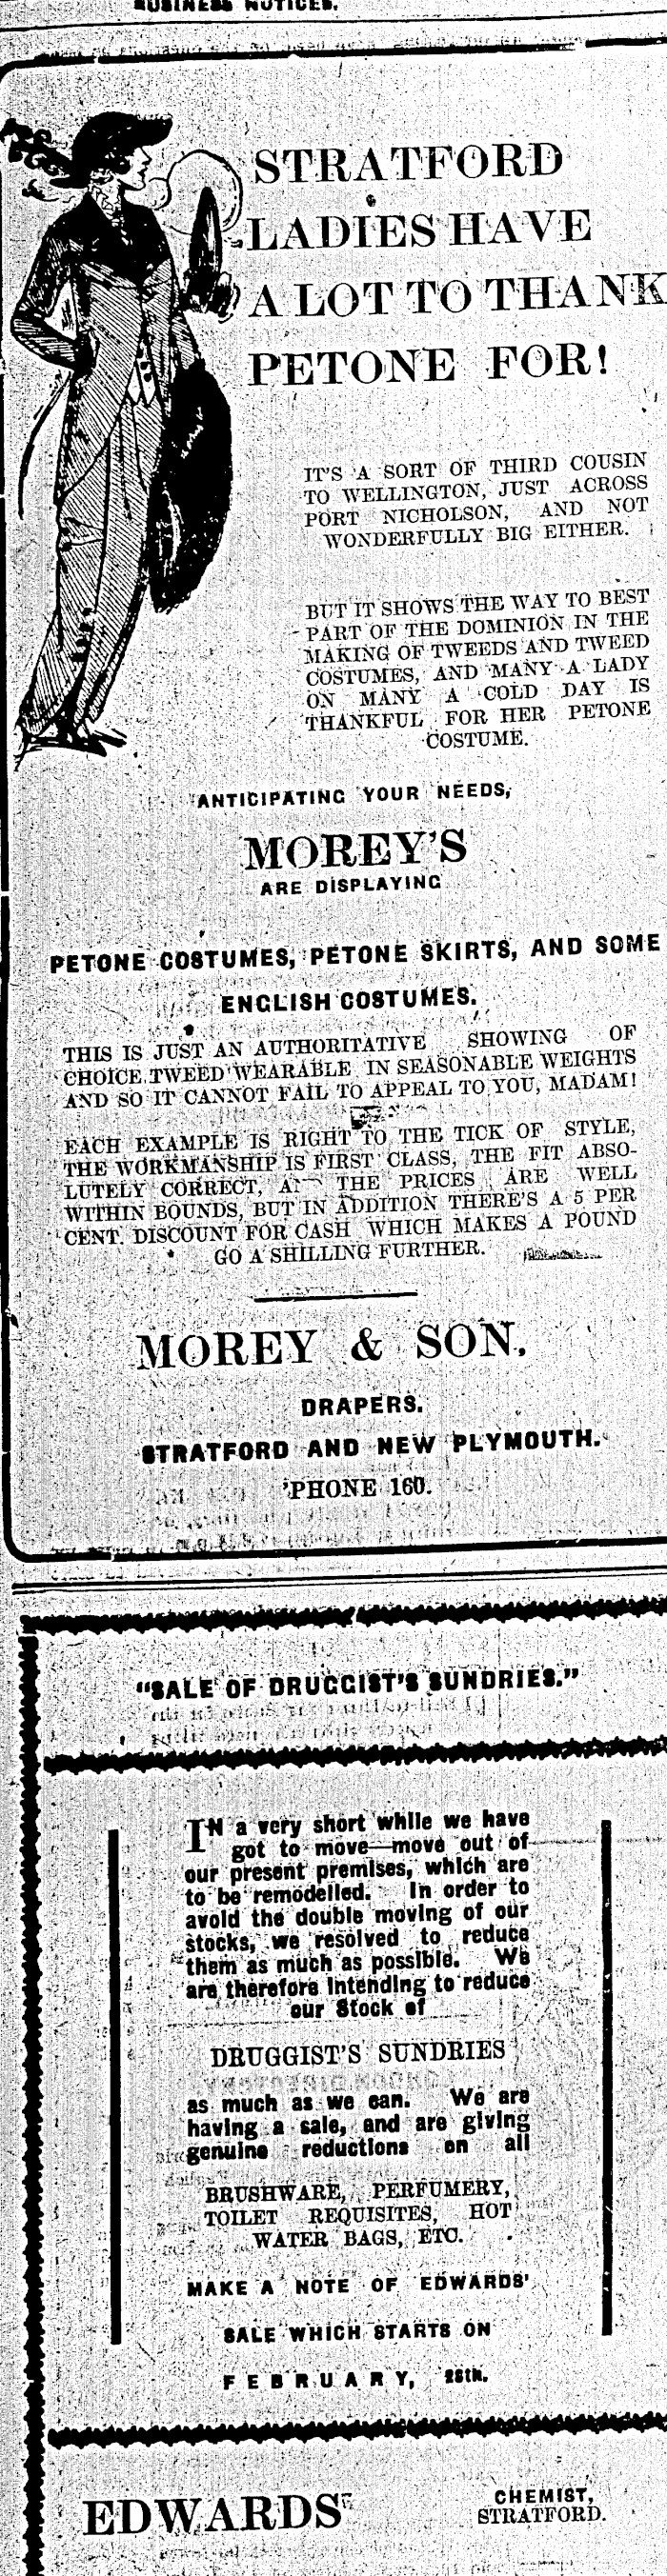 BUSINESS NOTICES.
STRATFORD
LADIES HAVE
A LOT TO THANK
PETONE FOR!
IT'S A SORT OF THIRD COUSIN
TO WELLINGTON, JUST ACROSS
PORT NICHOLSON, AND NOT
WONDERFULLY BIG EITHER.
BUT IT SHOWS THE WAY TO BEST
PART OF THE DOMINION IN THE
MAKING OF TWEEDS AND TWEED
COSTUMES, AND MANY A LADY
ON MANY A COLD DAY IS
THANKFUL FOR HER PETONE
COSTUME.
ANTICIPATING YOUR NEEDS,
MOREY'S
ARE DISPLAYING
PETONE COSTUMES, PETONE SKIRTS, AND SOME
ENGLISH COSTUMES.
THIS IS JUST AN AUTHORITATIVE SHOWING OF
CHOICE TWEED WEARABLE IN SEASONABLE WEIGHTS
AND SO IT CANNOT FAIL TO APPEAL TO YOU, MADAM!
EACH EXAMPLE IS RIGHT TO THE TICK OF STYLE,
THE WORKMANSHIP IS FIRST CLASS, THE FIT ABSO-
LUTELY CORRECT, THE PRICES ARE WELL
WITHIN BOUNDS, BUT IN ADDITION THERE'S A 5 PER
CENT. DISCOUNT FOR CASH WHICH MAKES A POUND
GO A SHILLING FURTHER.
MOREY & SON.
DRAPERS.
STRATFORD AND NEW PLYMOUTH.
'PHONE 160.
"SALE OF DRUGGIST'S SUNDRIES."
IN a very short while we have
got to move—move out of
our present premises, which are
to be remodelled. In order to
avoid the double moving of our
stocks, we resolved to reduce
them as much as possible. We
are therefore intending to reduce
our Stock of
DRUGGIST'S SUNDRIES
as much as we can. We are
having a sale, and are giving
genuine reductions on all
BRUSHWARE, PERFUMERY,
TOILET REQUISITES, HOT
WATER BAGS, ETC.
MAKE A NOTE OF EDWARDS'
SALE WHICH STARTS ON
FEBRUARY, 28th.
EDWARDS'
CHEMIST,
STRATFORD.